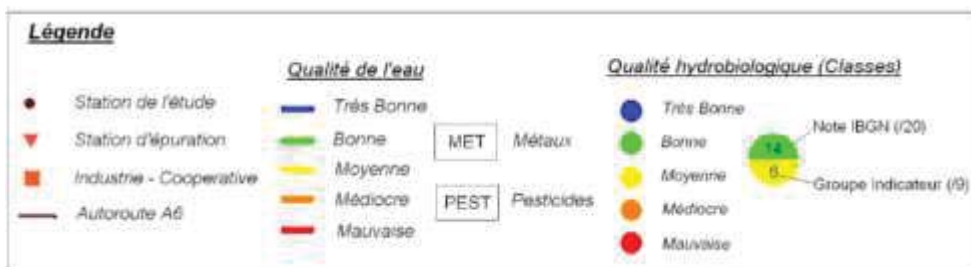 Légende
Station de l'étude
Station d'épuration
Industrie - Cooperative
Autoroute A6
Qualité de l'eau
Très Bonne
Bonne
Moyenne
Médiocre
Mauvaise
MET Métaux
PEST Pesticides
Qualité hydrobiologique (Classes)
Très Bonne
Bonne
Moyenne
Médiocre
Mauvaise
14
6
Note IBGN (/20)
Groupe Indicateur (/9)